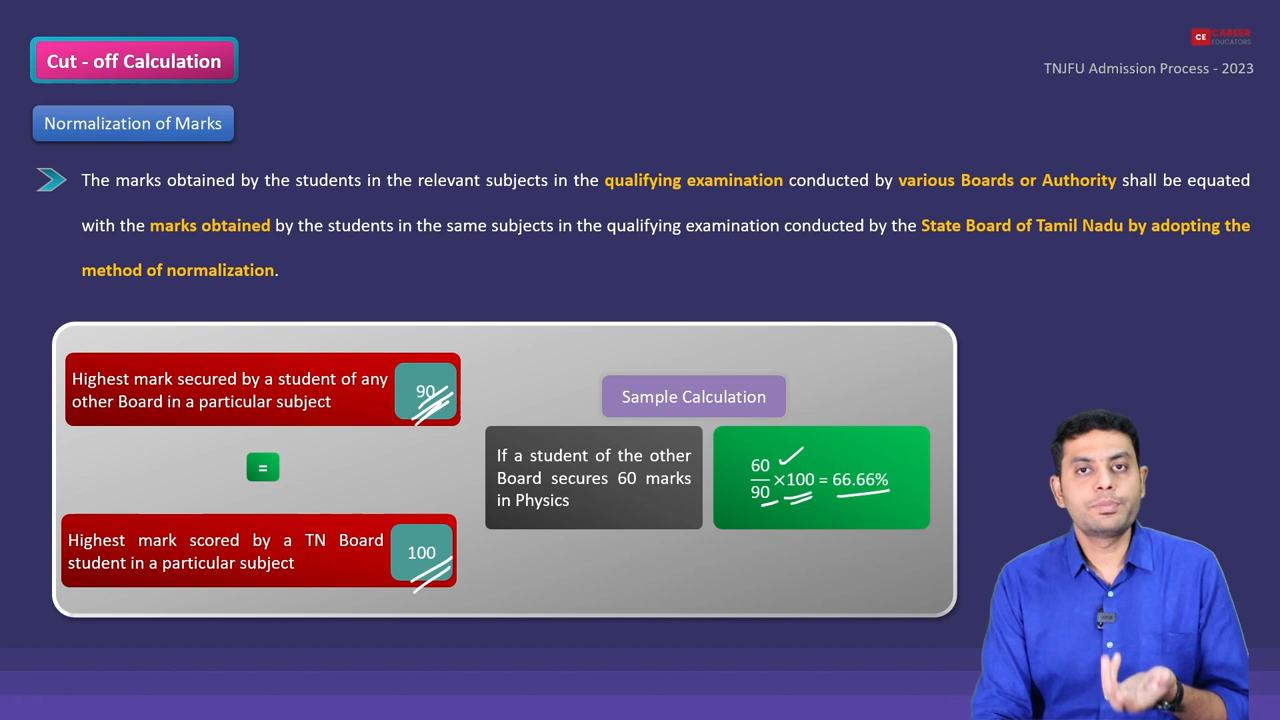 Cut - off Calculation
CE CAREER
EDUCATORS
TNJFU Admission Process - 2023
Normalization of Marks
The marks obtained by the students in the relevant subjects in the qualifying examination conducted by various Boards or Authority shall be equated
with the marks obtained by the students in the same subjects in the qualifying examination conducted by the State Board of Tamil Nadu by adopting the
method of normalization.
Highest mark secured by a student of any
other Board in a particular subject
90
=
Highest mark scored by a TN Board
student in a particular subject
100
Sample Calculation
If a student of the other
Board secures 60 marks
in Physics
60
90
×100 = 66.66%